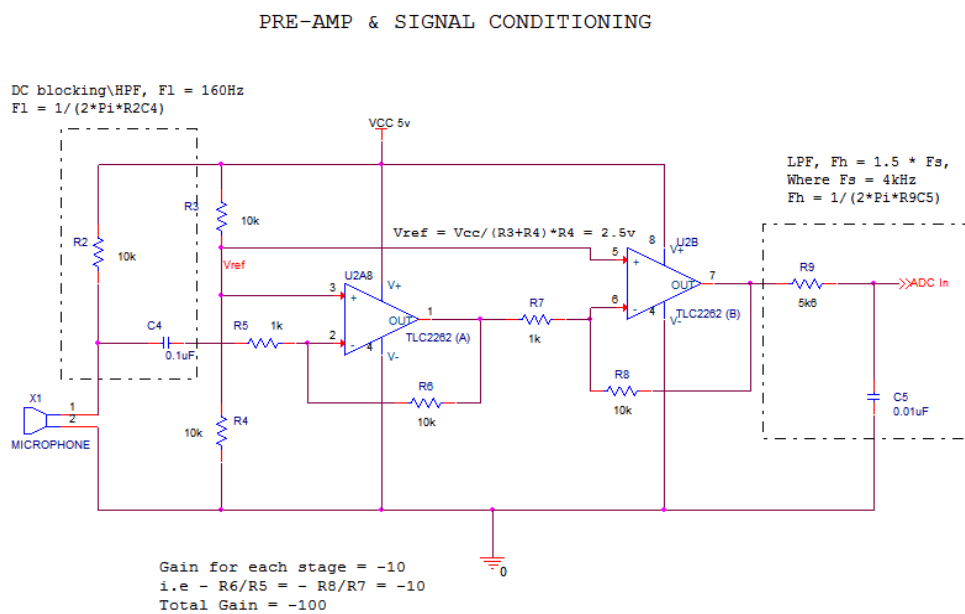 PRE-AMP & SIGNAL CONDITIONING
DC blocking\HPF, Fl = 160Hz
Fl = 1/(2*Pi*R2C4)
VCC 5v
LPF, Fh = 1.5 * Fs,
Where Fs = 4kHz
Fh = 1/(2*Pi*R9C5)
R3
10k
R2
10k
Vref = Vcc/(R3+R4)*R4 = 2.5v
Vref
8
U2B
V+
5
+
OUT
7
6
-
4
V-
TLC2262 (B)
R9
5k6
ADC In
U2A8
V+
3
+
OUT
1
2
-
4
V-
TLC2262 (A)
R7
1k
C4
0.1uF
R5
1k
R6
10k
R8
10k
C5
0.01uF
X1
1
2
MICROPHONE
R4
10k
0
Gain for each stage = -10
i.e - R6/R5 = - R8/R7 = -10
Total Gain = -100